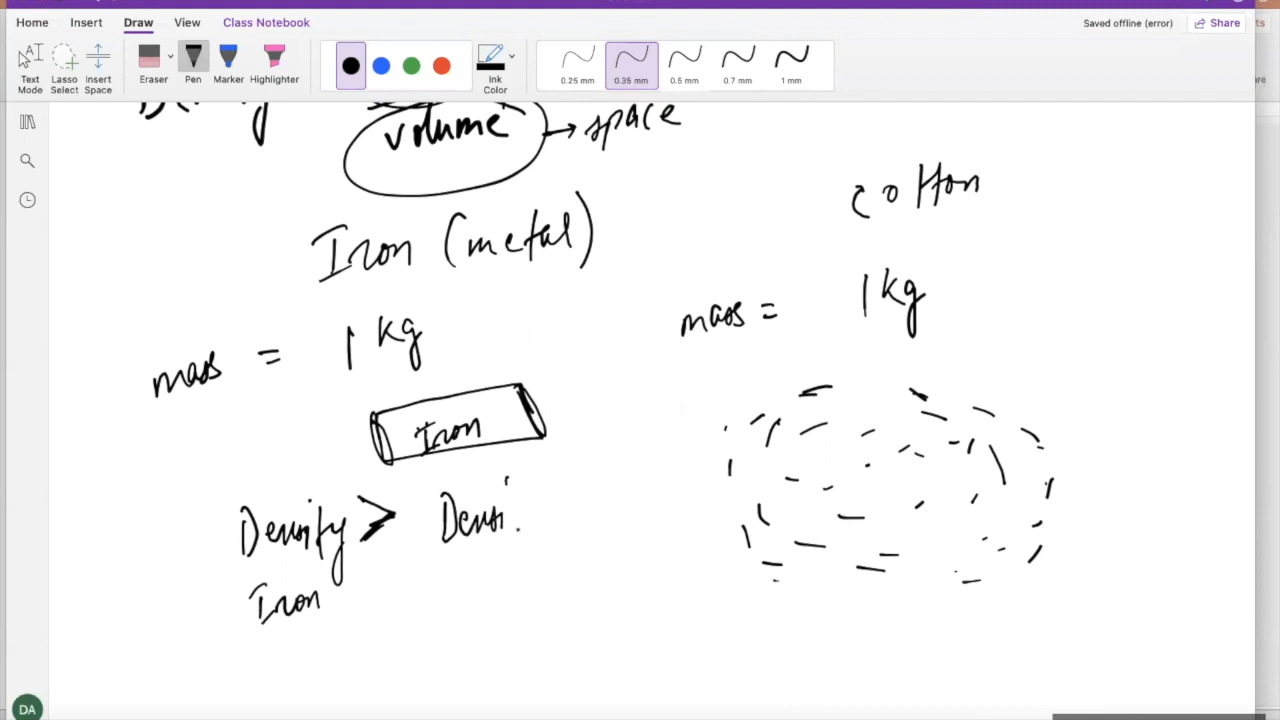 Home Insert Draw View Class Notebook
Saved offline (error) Share
Text Mode Lasso Select Insert Space Eraser Pen Marker Highlighter Ink Color 0.25 mm 0.35 mm 0.5 mm 0.7 mm 1 mm
volume → space
cotton
Iron (metal)
mass = 1 kg
mass = 1 kg
Iron
Density > Densi
Iron
DA